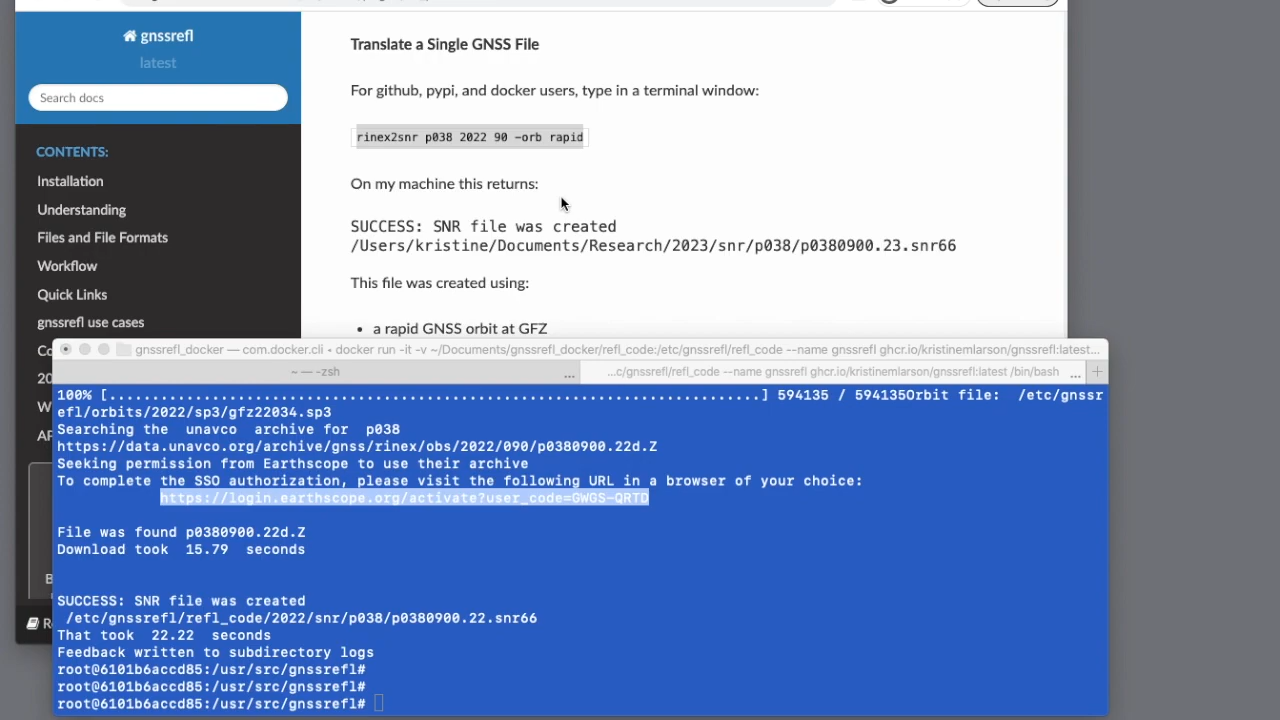 gnssrefl
latest
Search docs
CONTENTS:
Installation
Understanding
Files and File Formats
Workflow
Quick Links
gnssrefl use cases
Co
20
W
AF
B
R
Translate a Single GNSS File
For github, pypi, and docker users, type in a terminal window:
rinex2snr p038 2022 90 -orb rapid
On my machine this returns:
SUCCESS: SNR file was created
/Users/kristine/Documents/Research/2023/snr/p038/p0380900.23.snr66
This file was created using:
• a rapid GNSS orbit at GFZ
gnssrefl_docker — com.docker.cli ‹ docker run -it -v ~/Documents/gnssrefl_docker/refl_code:/etc/gnssrefl/refl_code --name gnssrefl ghcr.io/kristinemlarson/gnssrefl:latest...
~ — -zsh ...
...c/gnssrefl/refl_code --name gnssrefl ghcr.io/kristinemlarson/gnssrefl:latest /bin/bash ... +
100% [..............................................................................] 594135 / 594135Orbit file:  /etc/gnssr
efl/orbits/2022/sp3/gfz22034.sp3
Searching the  unavco  archive for  p038
https://data.unavco.org/archive/gnss/rinex/obs/2022/090/p0380900.22d.Z
Seeking permission from Earthscope to use their archive
To complete the SSO authorization, please visit the following URL in a browser of your choice:
https://login.earthscope.org/activate?user_code=GWGS-QRTD
File was found p0380900.22d.Z
Download took  15.79  seconds
SUCCESS: SNR file was created
/etc/gnssrefl/refl_code/2022/snr/p038/p0380900.22.snr66
That took  22.22  seconds
Feedback written to subdirectory logs
root@6101b6accd85:/usr/src/gnssrefl#
root@6101b6accd85:/usr/src/gnssrefl#
root@6101b6accd85:/usr/src/gnssrefl#